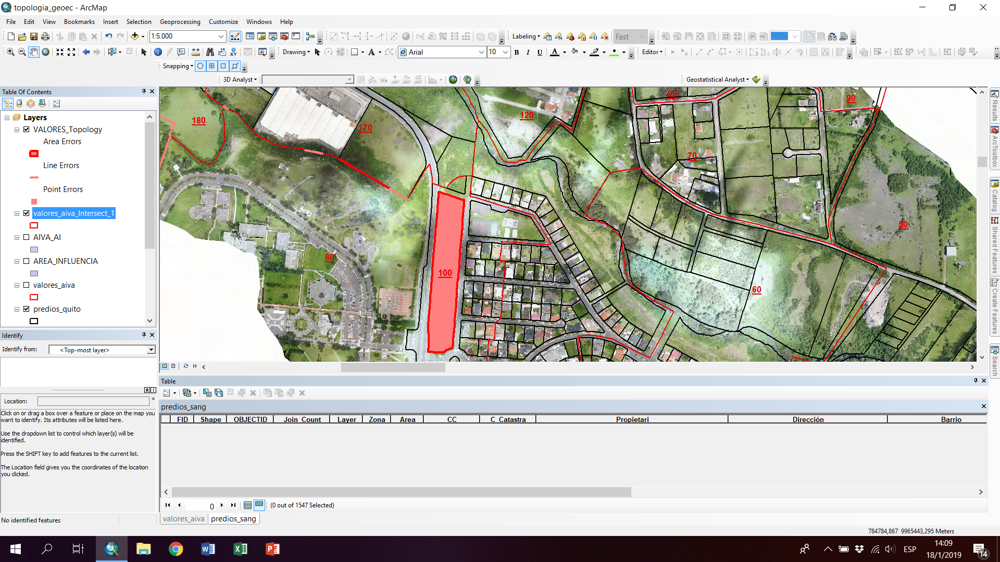 topologia_geoec - ArcMap
File Edit View Bookmarks Insert Selection Geoprocessing Customize Windows Help
1:5.000
Labeling Fast 100%
Drawing Arial 10 B I U A Editor
Snapping
3D Analyst Geostatistical Analyst
Table Of Contents
Layers
VALORES_Topology
Area Errors
Line Errors
Point Errors
valores_aiva_Intersect_1
AIVA_AI
AREA_INFLUENCIA
valores_aiva
predios_quito
Identify
Identify from: <Top-most layer>
Location:
Click on or drag a box over a feature or place on the map you
want to identify. Its attributes will be listed here.
Use the dropdown list to control which layer(s) will be
identified.
Press the SHIFT key to add features to the current list.
The Location field gives you the coordinates of the location
you clicked.
No identified features
90
90
120
180
170
70
50
80
100
60
Results
ArcToolbox
Catalog
Shared Features
Create Features
Search
Table
predios_sang
FID Shape OBJECTID Join_Count Layer Zona Area CC C_Catastra Propietari Dirección Barrio
0 (0 out of 1547 Selected)
valores_aiva predios_sang
784784,867 9965443,295 Meters
ESP
14:09
18/1/2019
14